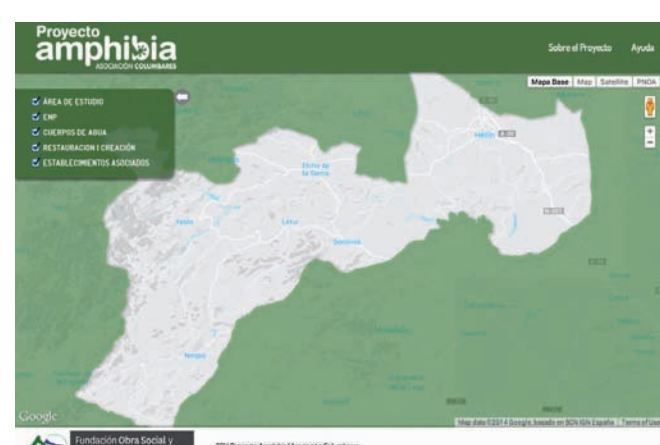 Proyecto
amphibia
ASOCIACIÓN COLUMBARES
Sobre el Proyecto Ayuda
Mapa Base Map Satellite PNOA
ÁREA DE ESTUDIO
ENP
CUERPOS DE AGUA
RESTAURACION I CREACIÓN
ESTABLECIMIENTOS ASOCIADOS
Hellín
Elche de
la Sierra
Yeste
Letur
Socovos
Nerpio
Google
Map data ©2014 Google, basado en BCN IGN España Terms of Use
Fundación Obra Social y